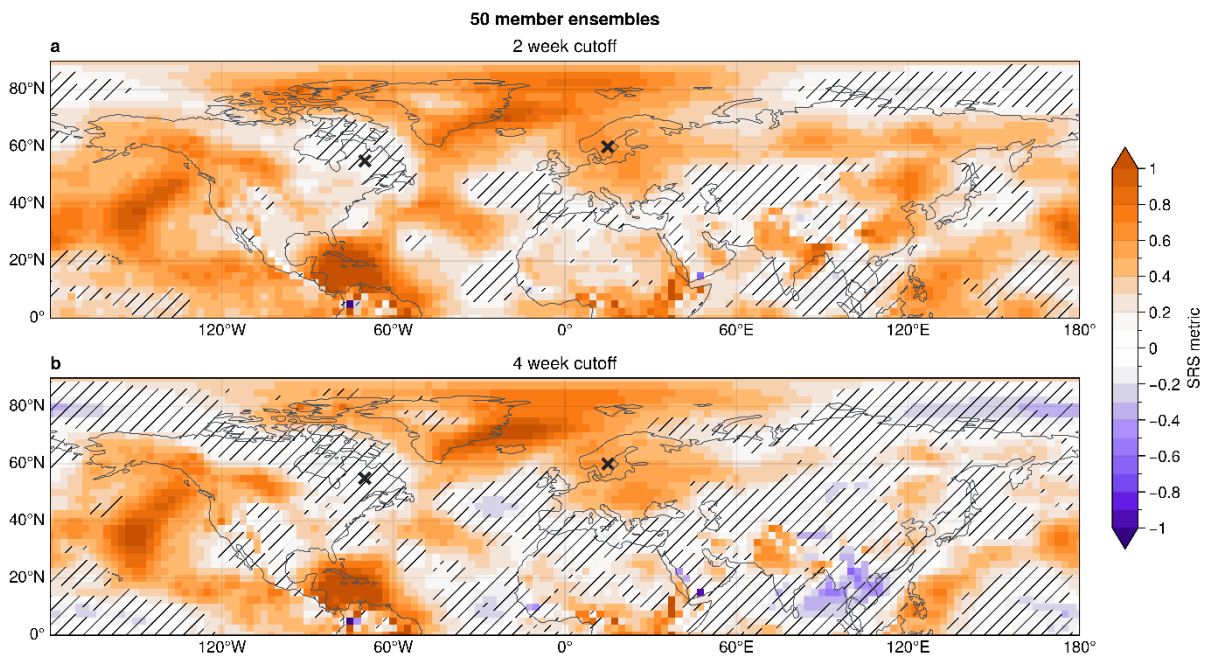 50 member ensembles
a
2 week cutoff
80°N
60°N
40°N
20°N
0°
120°W
60°W
0°
60°E
120°E
180°
b
4 week cutoff
80°N
60°N
40°N
20°N
0°
120°W
60°W
0°
60°E
120°E
180°
1
0.8
0.6
0.4
0.2
0
−0.2
−0.4
−0.6
−0.8
−1
SRS metric